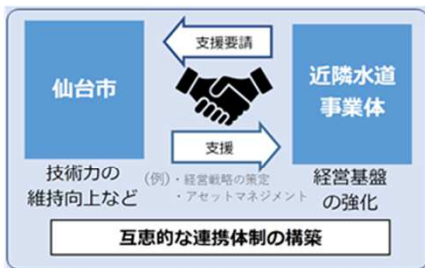 支援要請
仙台市
近隣水道
事業体
支援
技術力の
維持向上など
(例)・経営戦略の策定
・アセットマネジメント
経営基盤
の強化
互恵的な連携体制の構築